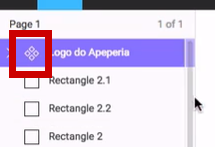 Page 1 1 of 1
Logo do Apeperia
Rectangle 2.1
Rectangle 2.2
Rectangle 2